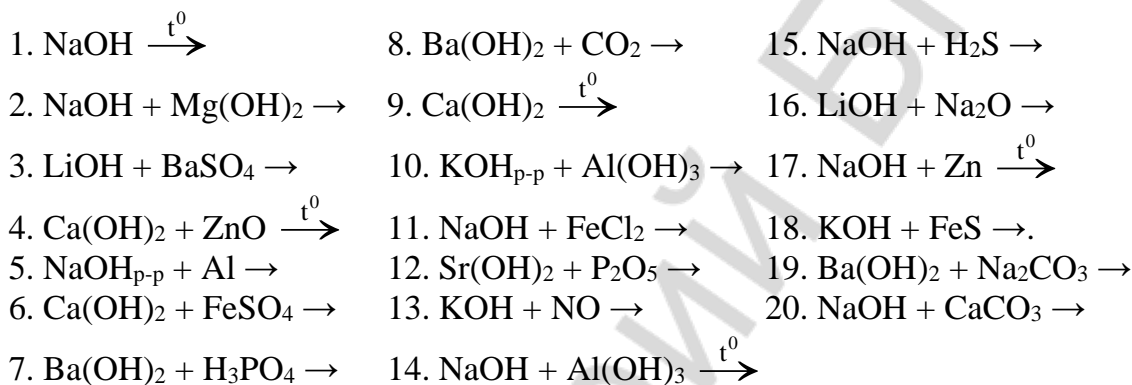 1. NaOH t⁰→
2. NaOH + Mg(OH)₂ →
3. LiOH + BaSO₄ →
4. Ca(OH)₂ + ZnO t⁰→
5. NaOHр-р + Al →
6. Ca(OH)₂ + FeSO₄ →
7. Ba(OH)₂ + H₃PO₄ →
8. Ba(OH)₂ + CO₂ →
9. Ca(OH)₂ t⁰→
10. KOHр-р + Al(OH)₃ →
11. NaOH + FeCl₂ →
12. Sr(OH)₂ + P₂O₅ →
13. KOH + NO →
14. NaOH + Al(OH)₃ t⁰→
15. NaOH + H₂S →
16. LiOH + Na₂O →
17. NaOH + Zn t⁰→
18. KOH + FeS →.
19. Ba(OH)₂ + Na₂CO₃ →
20. NaOH + CaCO₃ →